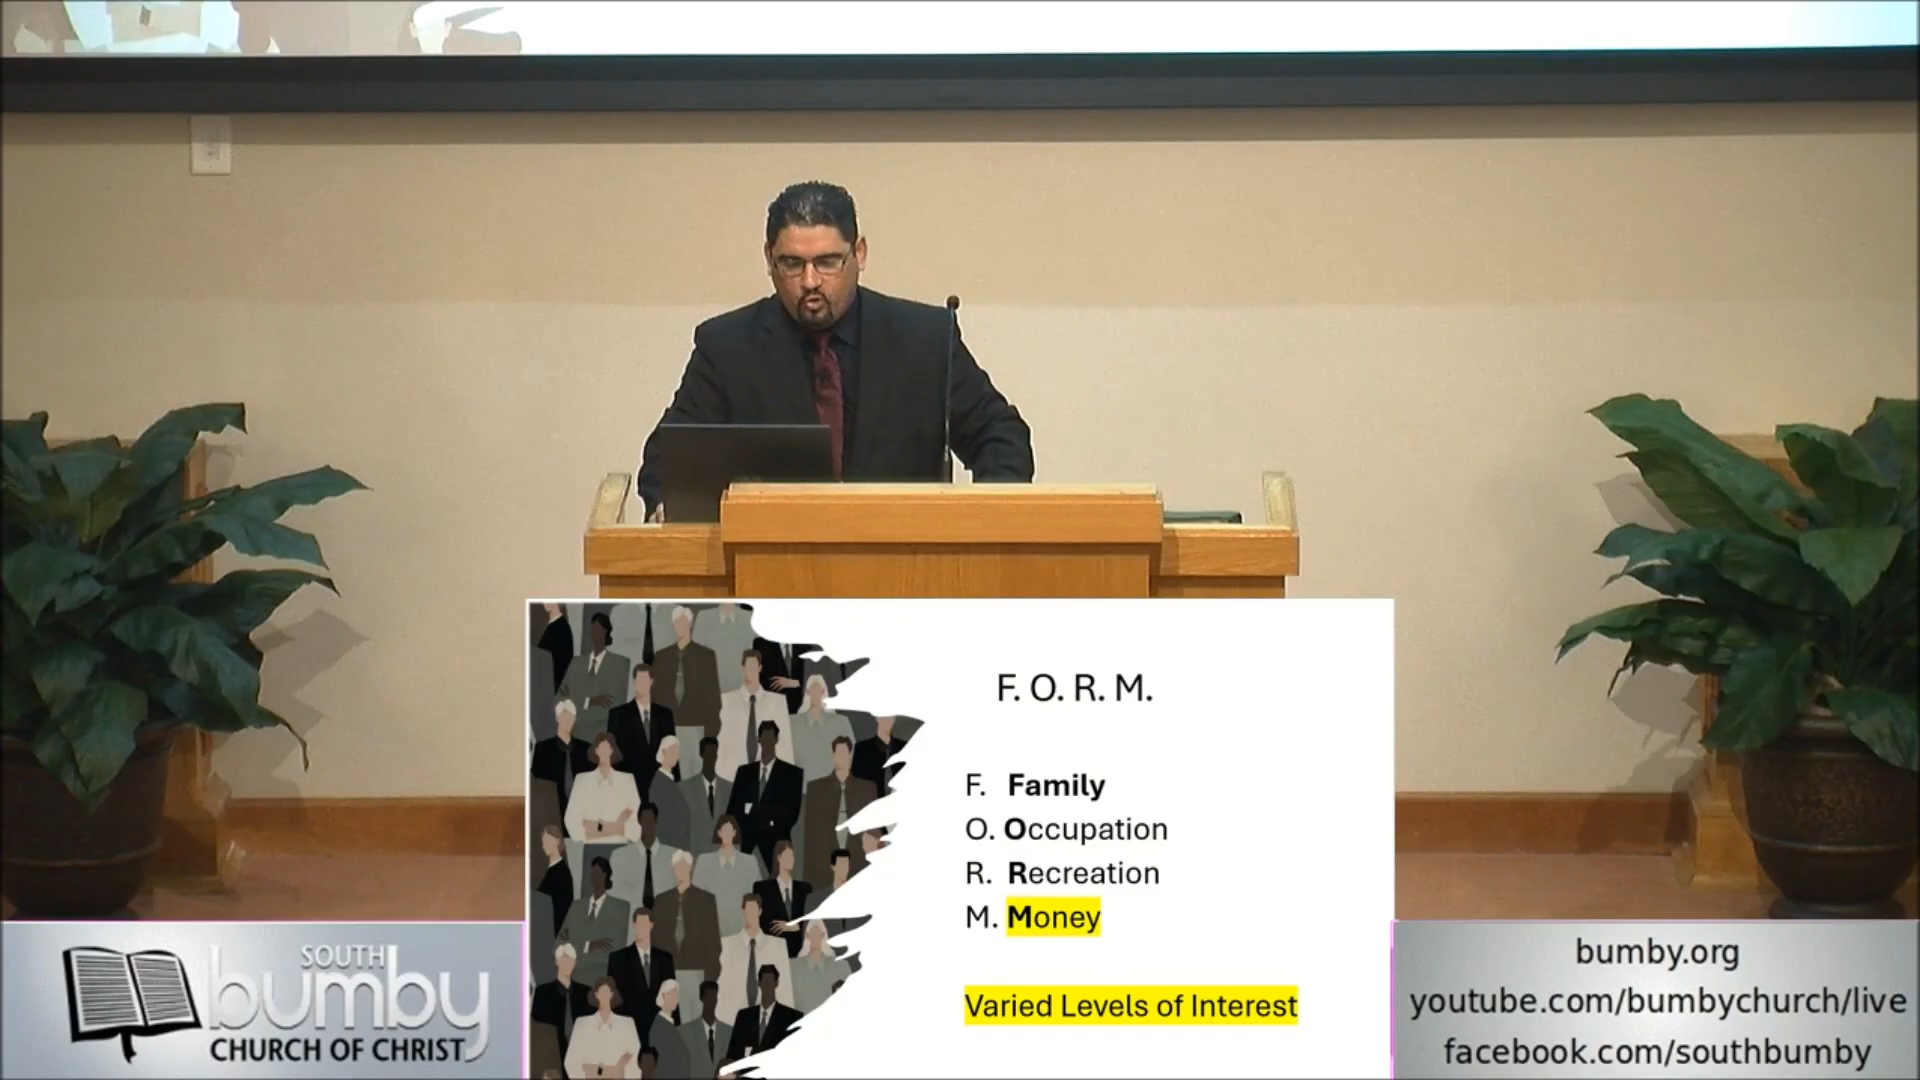 F. O. R. M.
F. Family
O. Occupation
R. Recreation
M. Money
Varied Levels of Interest
SOUTH
bumby
CHURCH OF CHRIST
bumby.org
youtube.com/bumbychurch/live
facebook.com/southbumby